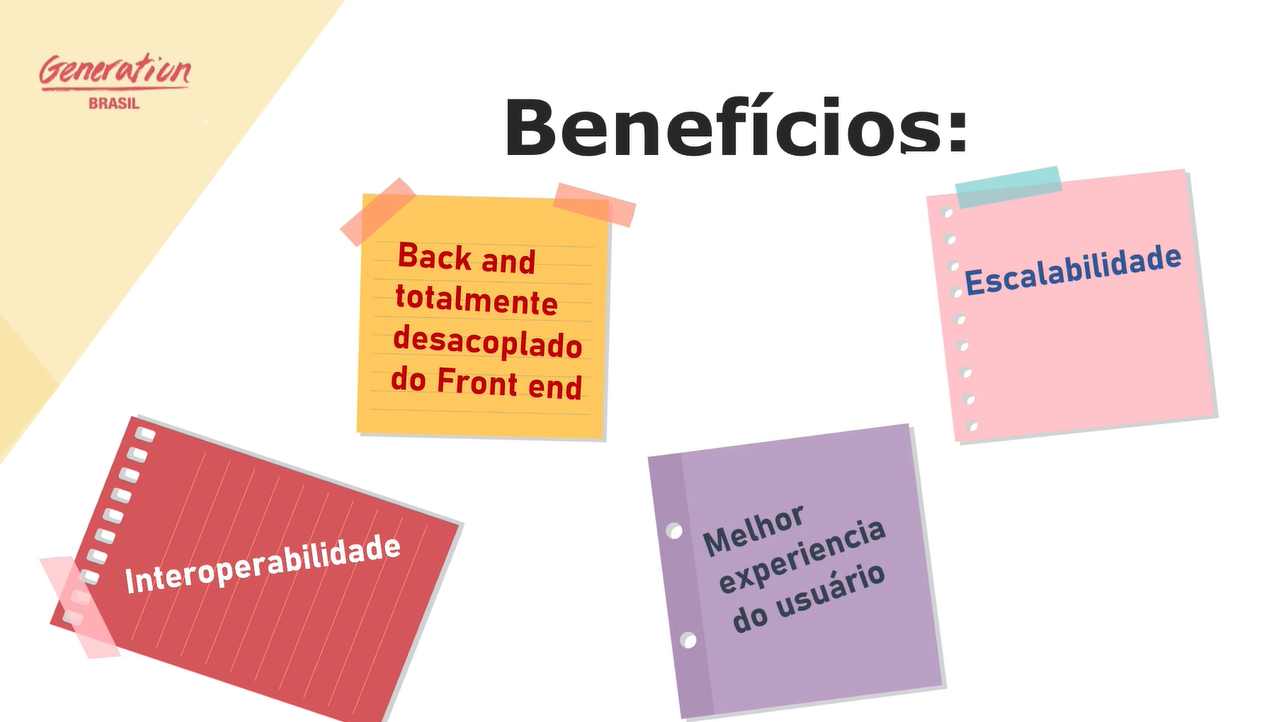 Generation
BRASIL
Benefícios:
Back and
totalmente
desacoplado
do Front end
Escalabilidade
Interoperabilidade
Melhor
experiencia
do usuário